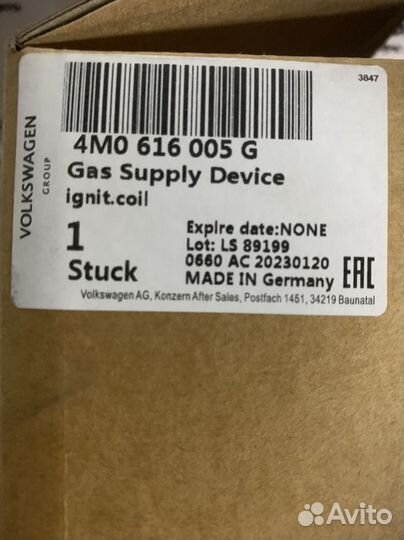 3847
VOLKSWAGEN
GROUP
4M0 616 005 G
Gas Supply Device
ignit.coil
1
Stuck
Expire date:NONE
Lot: LS 89199
0660 AC 20230120
MADE IN Germany
EAC
Volkswagen AG, Konzern After Sales, Postfach 1451, 34219 Baunatal
Avito